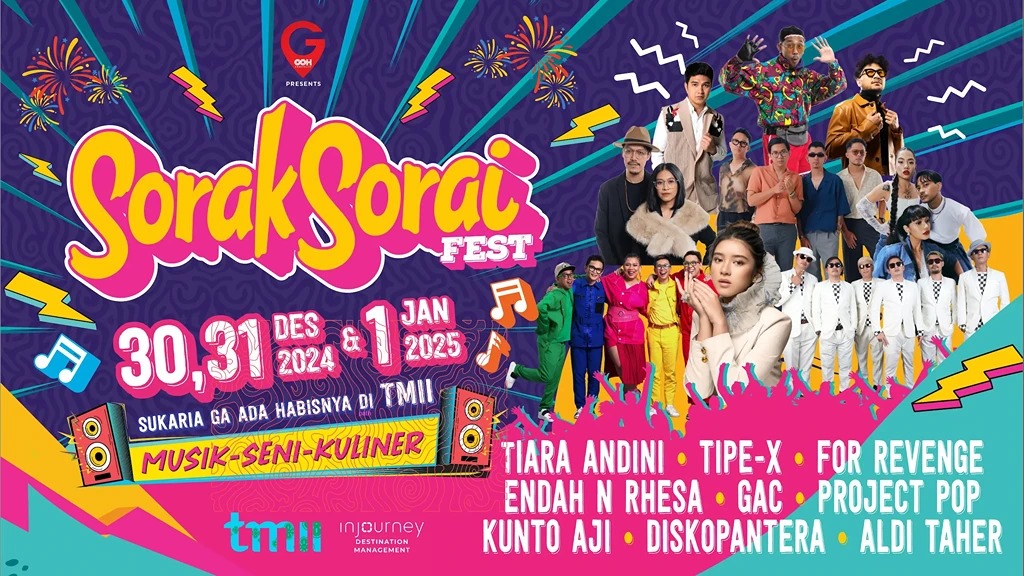 G
OOH
PRESENTS
SorakSorai
FEST
30,31 DES 2024 & 1 JAN 2025
SUKARIA GA ADA HABISNYA DI TMII
MUSIK-SENI-KULINER
TIARA ANDINI • TIPE-X • FOR REVENGE
ENDAH N RHESA • GAC • PROJECT POP
KUNTO AJI • DISKOPANTERA • ALDI TAHER
tmii
injourney
DESTINATION
MANAGEMENT